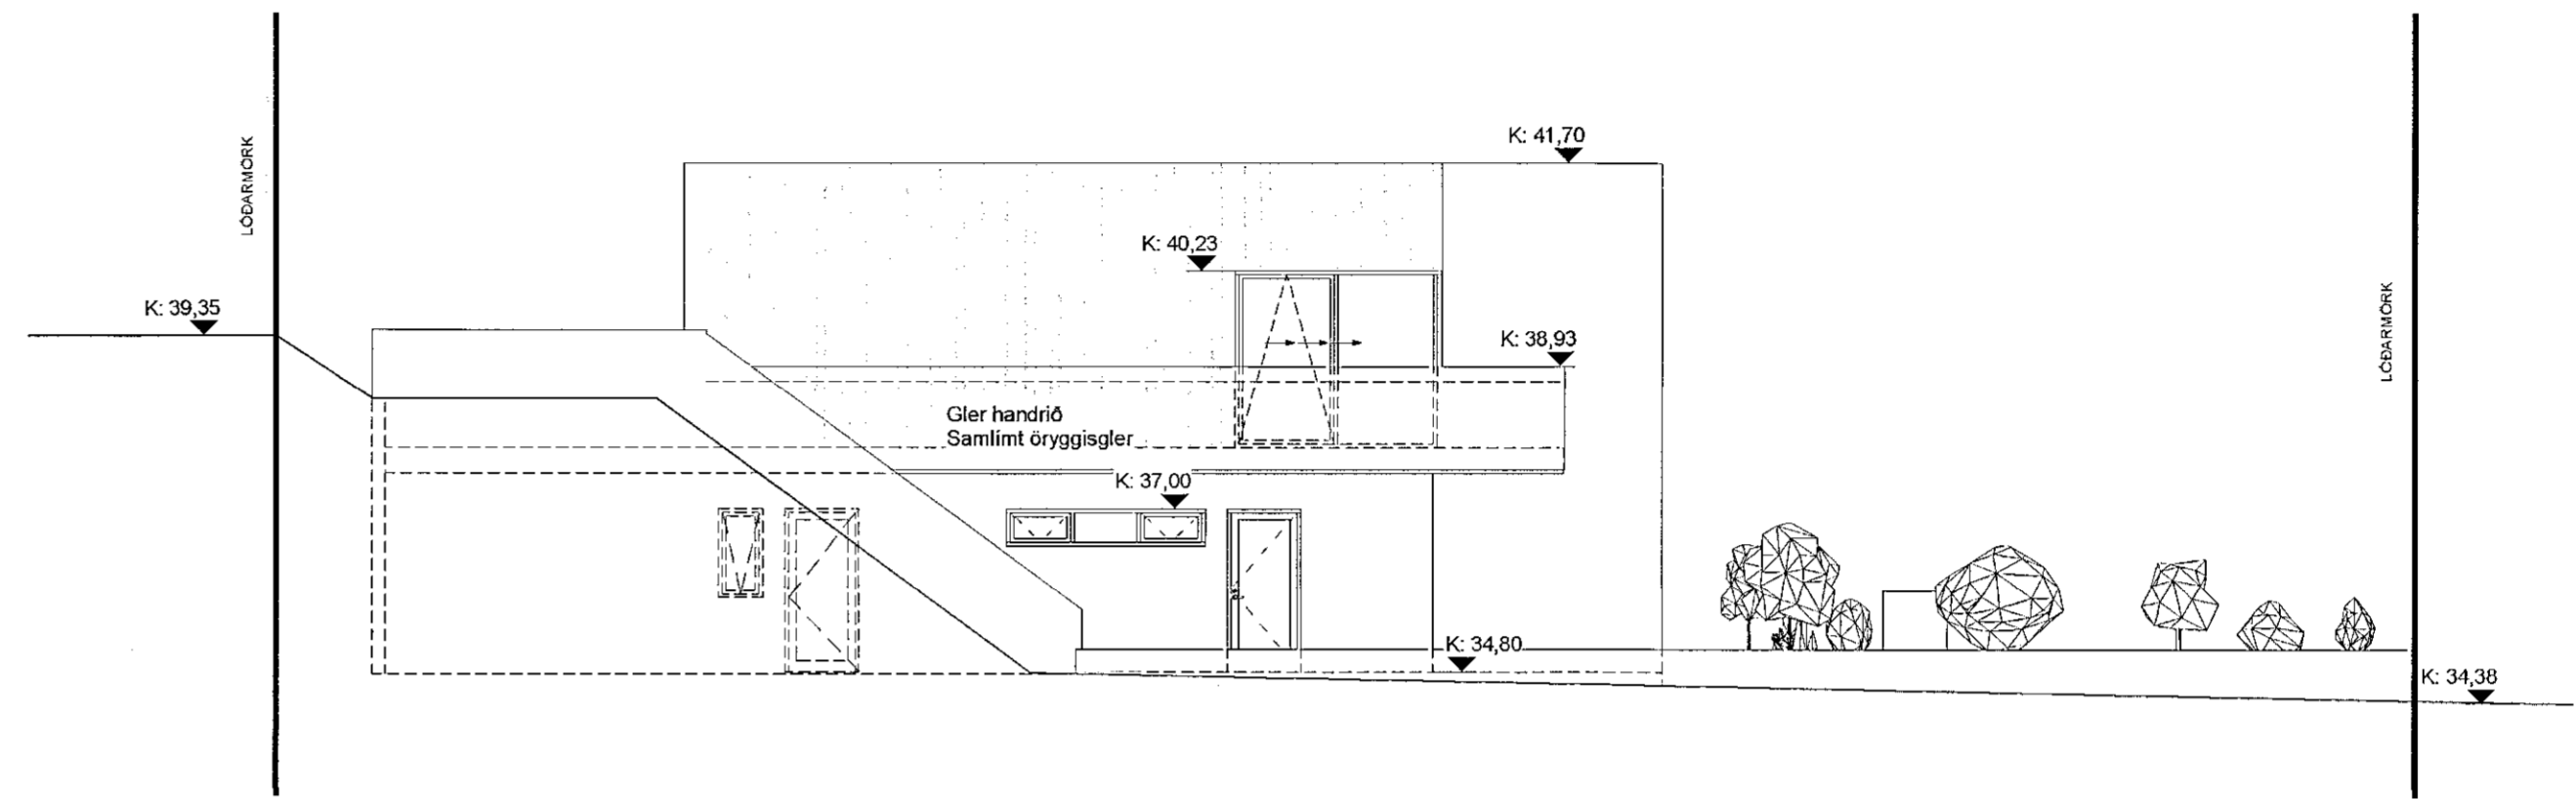 LÓÐARMÖRK
K: 41,70
K: 40,23
K: 39,35
LÓÐARMÖRK
K: 38,93
Gler handrið
Samlímt öryggisgler
K: 37,00
K: 34,80
K: 34,38